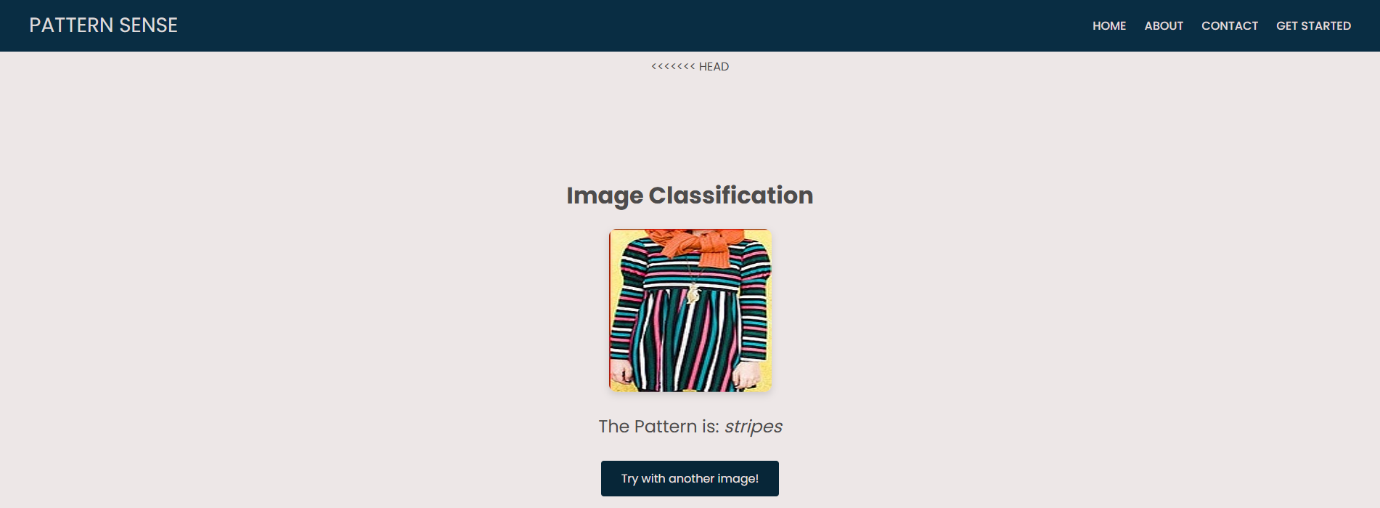 PATTERN SENSE
HOME ABOUT CONTACT GET STARTED
<<<<<<< HEAD
Image Classification
The Pattern is: stripes
Try with another image!